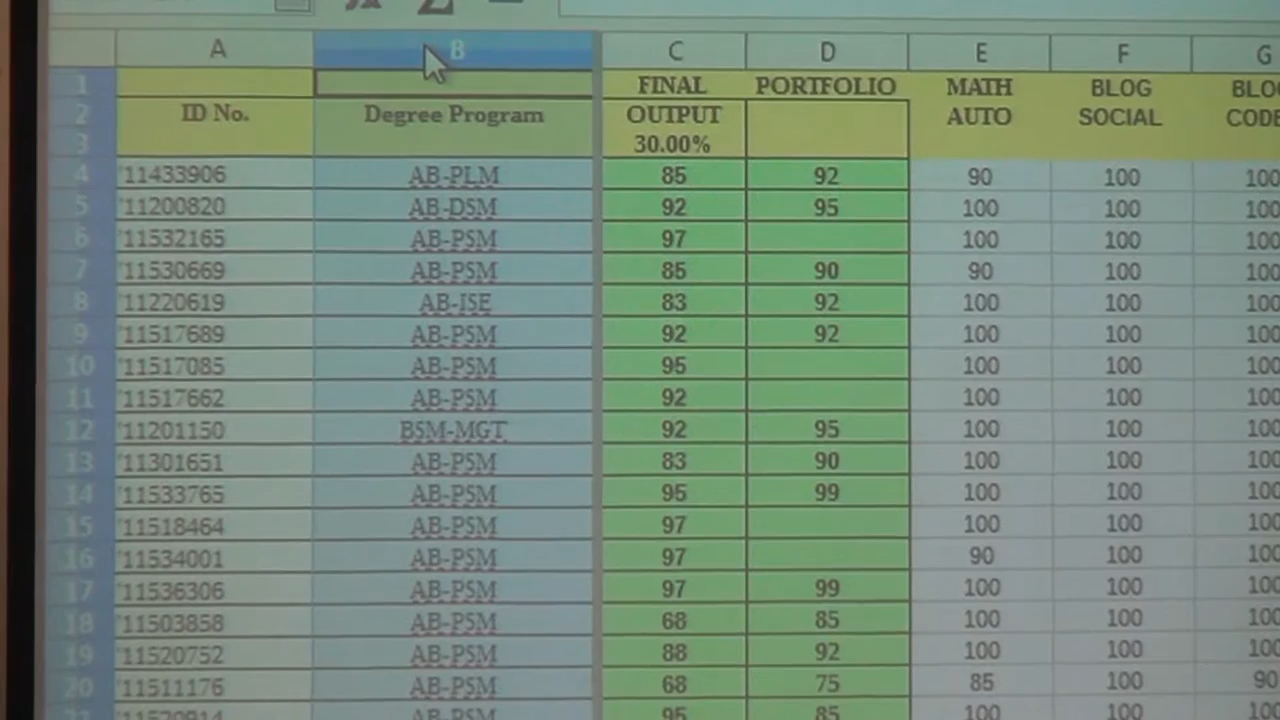 A B C D E F G
1 FINAL PORTFOLIO MATH BLOG
2 ID No. Degree Program OUTPUT AUTO SOCIAL
3 30.00%
4 '11433906 AB-PLM 85 92 90 100 100
5 '11200820 AB-DSM 92 95 100 100 100
6 '11532165 AB-PSM 97 100 100 100
7 '11530669 AB-PSM 85 90 90 100 100
8 '11220619 AB-ISE 83 92 100 100 100
9 '11517689 AB-PSM 92 92 100 100 100
10 '11517085 AB-PSM 95 100 100 100
11 '11517662 AB-PSM 92 100 100 100
12 '11201150 BSM-MGT 92 95 100 100 100
13 '11301651 AB-PSM 83 90 100 100 100
14 '11533765 AB-PSM 95 99 100 100 100
15 '11518464 AB-PSM 97 100 100 100
16 '11534001 AB-PSM 97 90 100 100
17 '11536306 AB-PSM 97 99 100 100 100
18 '11503858 AB-PSM 68 85 100 100 100
19 '11520752 AB-PSM 88 92 100 100 100
20 '11511176 AB-PSM 68 75 85 100 90
AB-PSM 95 85 100 100 100